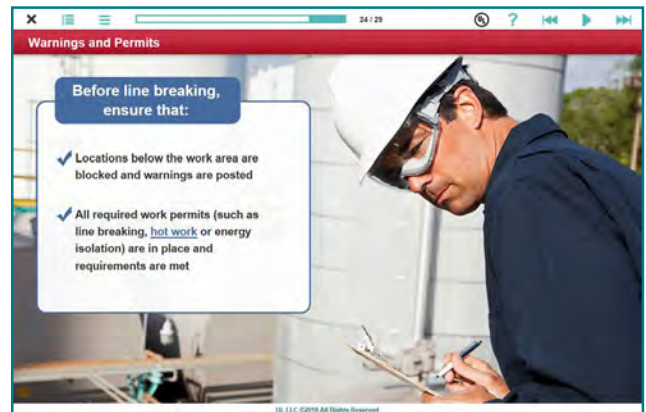 24 / 29
UL
?
Warnings and Permits
Before line breaking,
ensure that:
Locations below the work area are
blocked and warnings are posted
All required work permits (such as
line breaking, hot work or energy
isolation) are in place and
requirements are met
UL LLC ©2018 All Rights Reserved